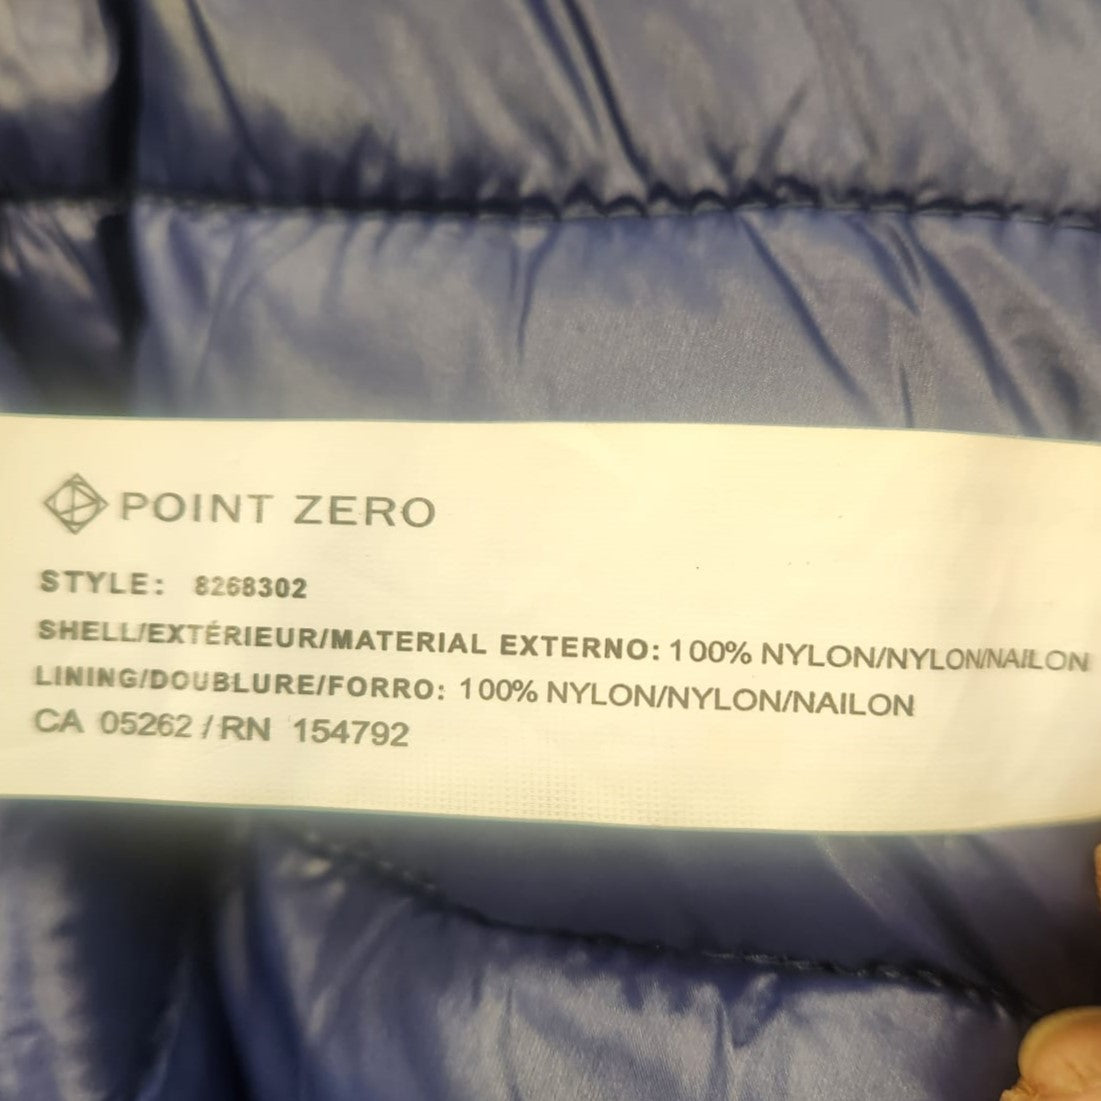 POINT ZERO
STYLE: 8268302
SHELL/EXTÉRIEUR/MATERIAL EXTERNO: 100% NYLON/NYLON/NAILON
LINING/DOUBLURE/FORRO: 100% NYLON/NYLON/NAILON
CA 05262 / RN 154792